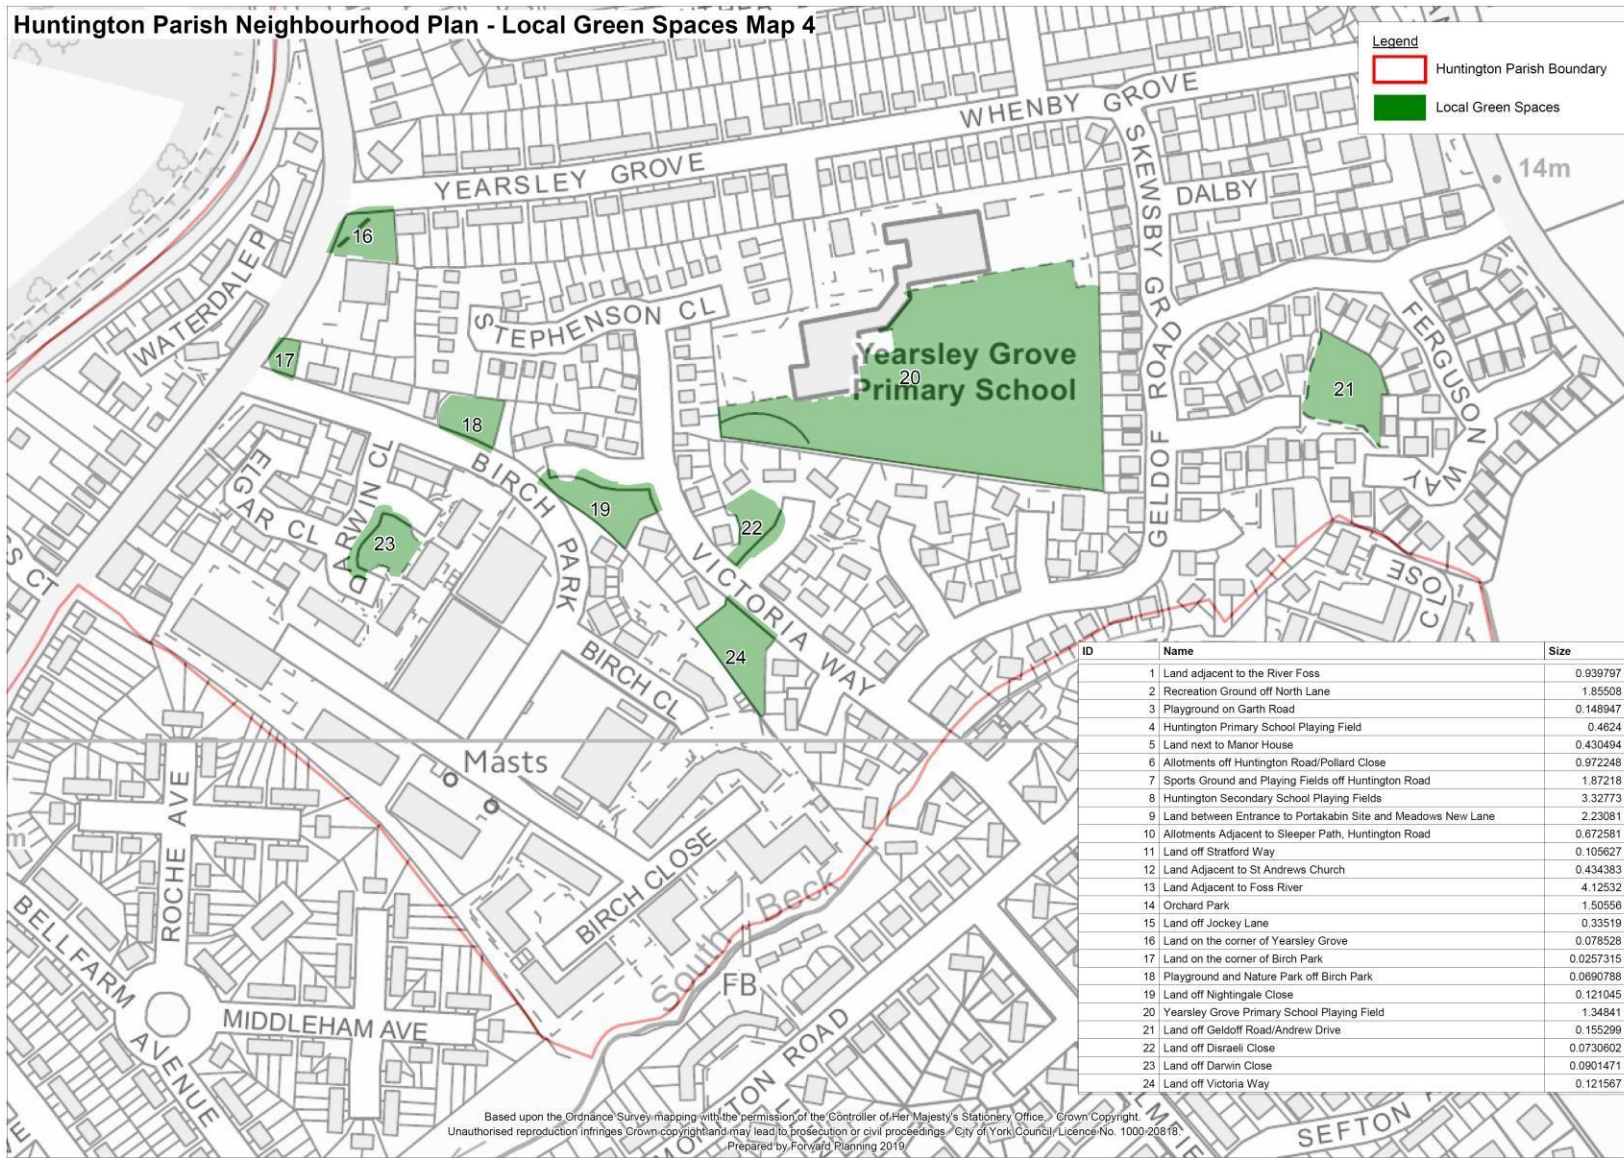 Huntington Parish Neighbourhood Plan - Local Green Spaces Map 4
Legend
Huntington Parish Boundary
Local Green Spaces
WHENBY GROVE
YEARSLEY GROVE
SKEWSBY GRO
DALBY
14m
16
WATERDALE P
STEPHENSON CL
FERGUSON WAY
17
Yearsley Grove
20
Primary School
21
18
GELDOF ROAD
ELGAR CL
DARWIN CL
BIRCH PARK
19
22
23
SS CT
VICTORIA WAY
CLOSE
24
BIRCH CL
Masts
ROCHE AVE
BIRCH CLOSE
South Beck
FB
BELLFARM AVENUE
MIDDLEHAM AVE
TON ROAD
SEFTON A
ID Name Size
1 Land adjacent to the River Foss 0.939797
2 Recreation Ground off North Lane 1.85508
3 Playground on Garth Road 0.148947
4 Huntington Primary School Playing Field 0.4624
5 Land next to Manor House 0.430494
6 Allotments off Huntington Road/Pollard Close 0.972248
7 Sports Ground and Playing Fields off Huntington Road 1.87218
8 Huntington Secondary School Playing Fields 3.32773
9 Land between Entrance to Portakabin Site and Meadows New Lane 2.23081
10 Allotments Adjacent to Sleeper Path, Huntington Road 0.672581
11 Land off Stratford Way 0.105627
12 Land Adjacent to St Andrews Church 0.434383
13 Land Adjacent to Foss River 4.12532
14 Orchard Park 1.50556
15 Land off Jockey Lane 0.33519
16 Land on the corner of Yearsley Grove 0.078528
17 Land on the corner of Birch Park 0.0257315
18 Playground and Nature Park off Birch Park 0.0690788
19 Land off Nightingale Close 0.121045
20 Yearsley Grove Primary School Playing Field 1.34841
21 Land off Geldoff Road/Andrew Drive 0.155299
22 Land off Disraeli Close 0.0730602
23 Land off Darwin Close 0.0901471
24 Land off Victoria Way 0.121567
Based upon the Ordnance Survey mapping with the permission of the Controller of Her Majesty's Stationery Office. Crown Copyright.
Unauthorised reproduction infringes Crown copyright and may lead to prosecution or civil proceedings. City of York Council, Licence No. 1000 20818.
Prepared by Forward Planning 2019